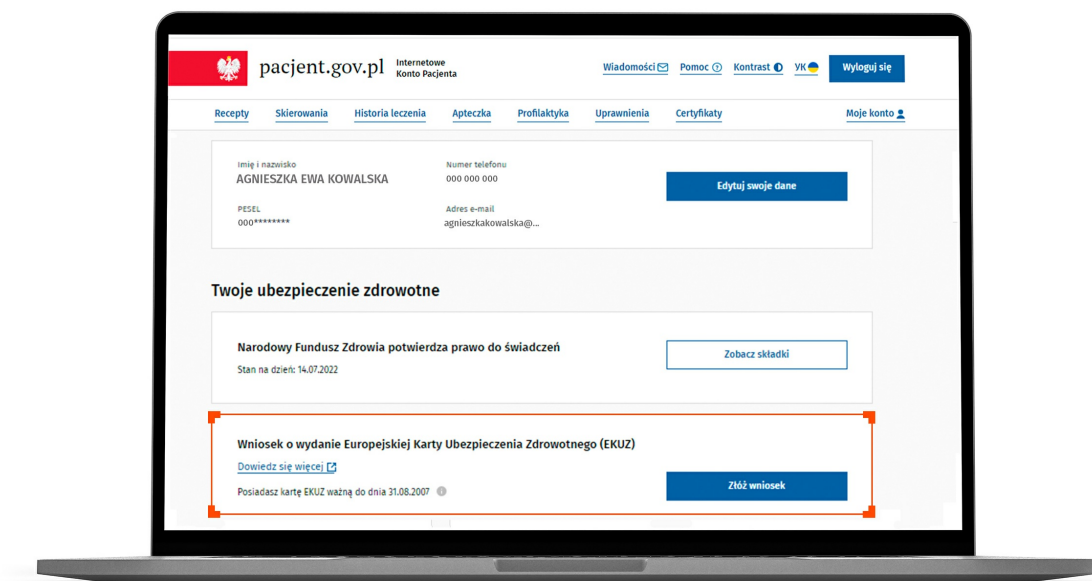 pacjent.gov.pl
Internetowe
Konto Pacjenta
Wiadomości
Pomoc
Kontrast
УК
Wyloguj się
Recepty
Skierowania
Historia leczenia
Apteczka
Profilaktyka
Uprawnienia
Certyfikaty
Moje konto
Imię i nazwisko
AGNIESZKA EWA KOWALSKA
Numer telefonu
000 000 000
Edytuj swoje dane
PESEL
000********
Adres e-mail
agnieszkakowalska@...
Twoje ubezpieczenie zdrowotne
Narodowy Fundusz Zdrowia potwierdza prawo do świadczeń
Stan na dzień: 14.07.2022
Zobacz składki
Wniosek o wydanie Europejskiej Karty Ubezpieczenia Zdrowotnego (EKUZ)
Dowiedz się więcej
Posiadasz kartę EKUZ ważną do dnia 31.08.2007
Złóż wniosek